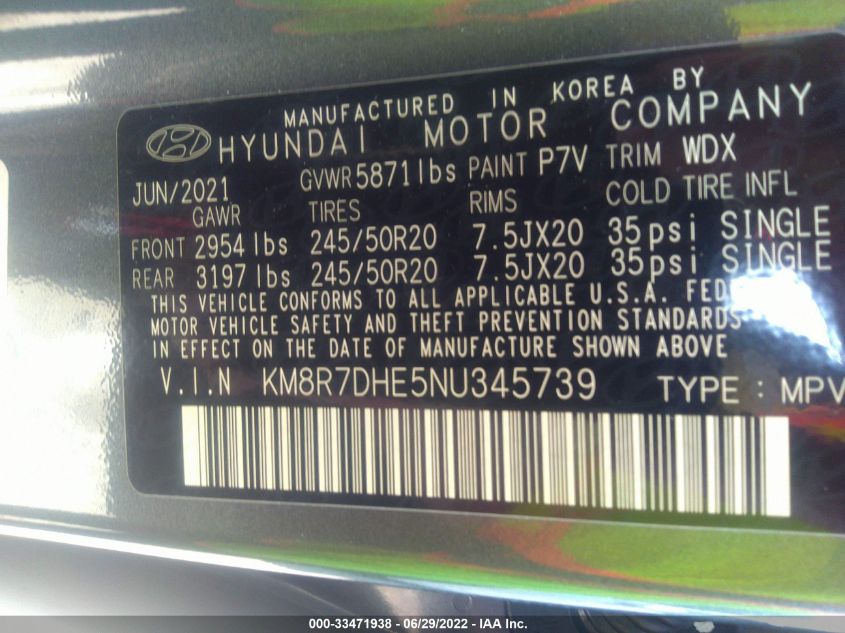 MANUFACTURED IN KOREA BY
HYUNDAI MOTOR COMPANY
JUN/2021 GVWR 5871lbs PAINT P7V TRIM WDX
GAWR TIRES RIMS COLD TIRE INFL
FRONT 2954 lbs 245/50R20 7.5JX20 35psi SINGLE
REAR 3197 lbs 245/50R20 7.5JX20 35psi SINGLE
THIS VEHICLE CONFORMS TO ALL APPLICABLE U.S.A. FED
MOTOR VEHICLE SAFETY AND THEFT PREVENTION STANDARDS
IN EFFECT ON THE DATE OF MANUFACTURE SHOWN ABOVE
V.I.N KM8R7DHE5NU345739 TYPE : MPV
000-33471938 - 06/29/2022 - IAA Inc.